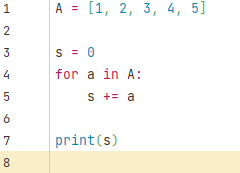 1 A = [1, 2, 3, 4, 5]
2
3 s = 0
4 for a in A:
5     s += a
6
7 print(s)
8